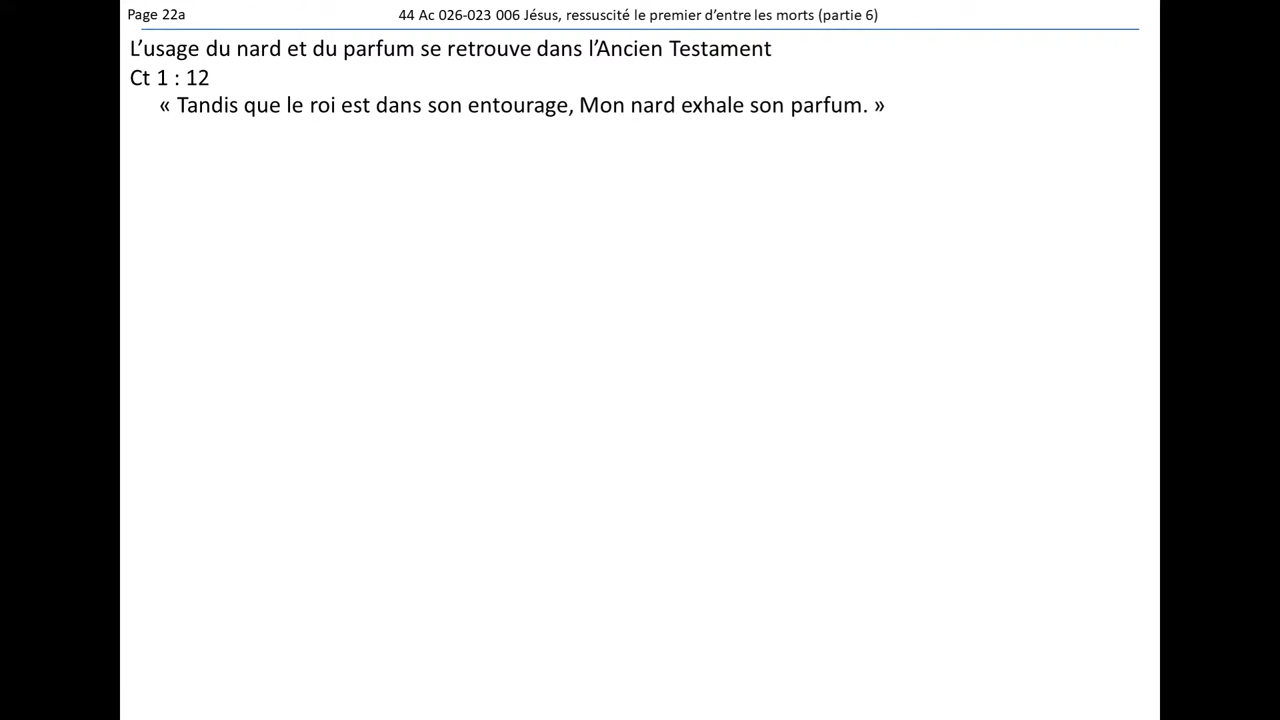 Page 22a
44 Ac 026-023 006 Jésus, ressuscité le premier d’entre les morts (partie 6)
L’usage du nard et du parfum se retrouve dans l’Ancien Testament
Ct 1 : 12
« Tandis que le roi est dans son entourage, Mon nard exhale son parfum. »